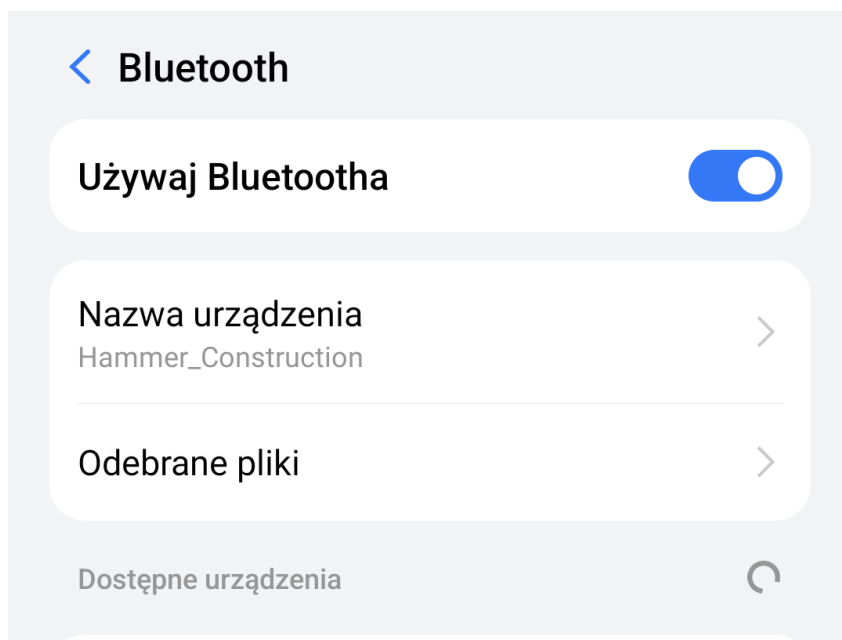 Bluetooth
Używaj Bluetootha
Nazwa urządzenia
Hammer_Construction
Odebrane pliki
Dostępne urządzenia